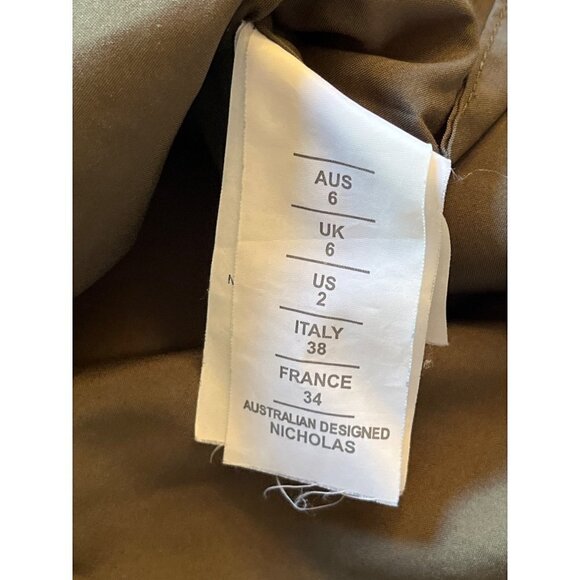 AUS
6
UK
6
US
2
ITALY
38
FRANCE
34
AUSTRALIAN DESIGNED
NICHOLAS